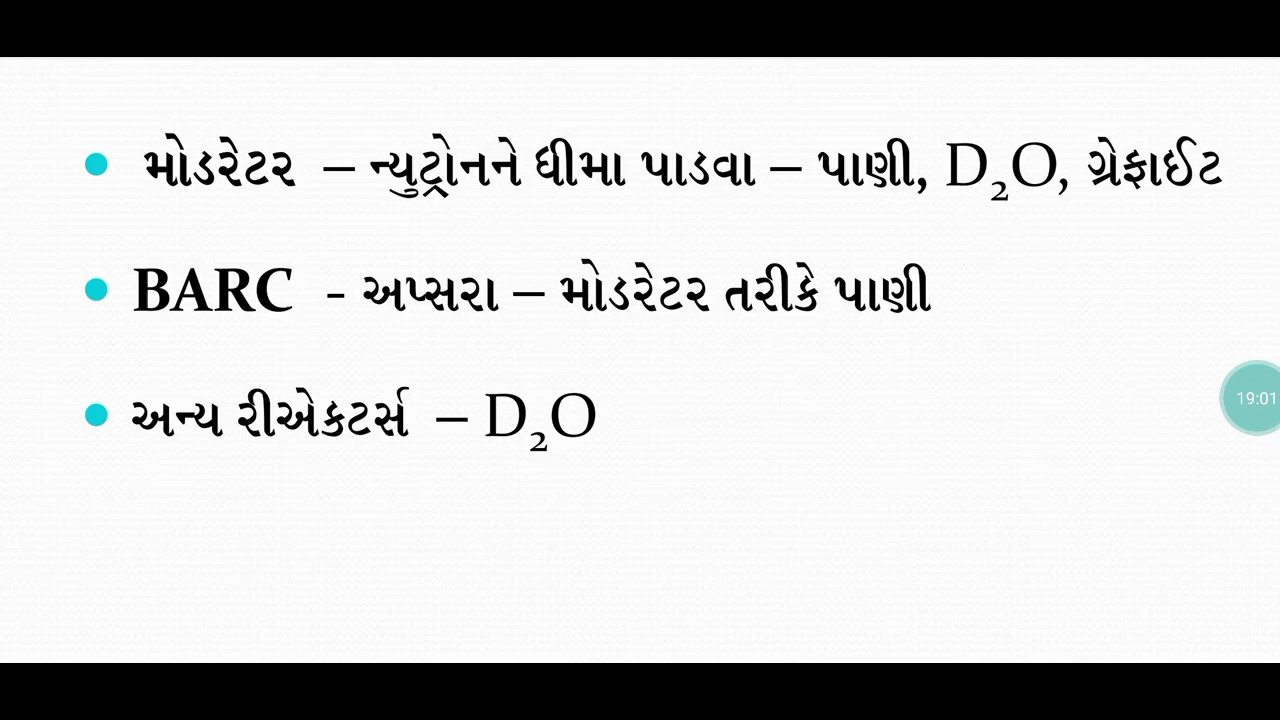 • મોડરેટર – ન્યુટ્રોનને ધીમા પાડવા – પાણી, D₂O, ગ્રેફાઈટ
• BARC - અપ્સરા – મોડરેટર તરીકે પાણી
19:01
• અન્ય રીએકટર્સ – D₂O